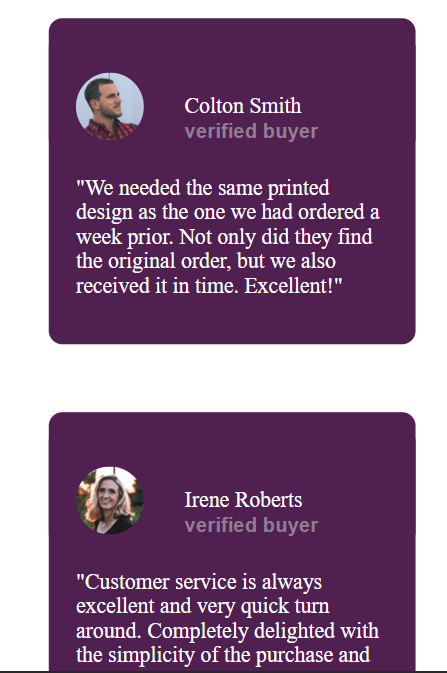 Colton Smith
verified buyer
"We needed the same printed
design as the one we had ordered a
week prior. Not only did they find
the original order, but we also
received it in time. Excellent!"
Irene Roberts
verified buyer
"Customer service is always
excellent and very quick turn
around. Completely delighted with
the simplicity of the purchase and